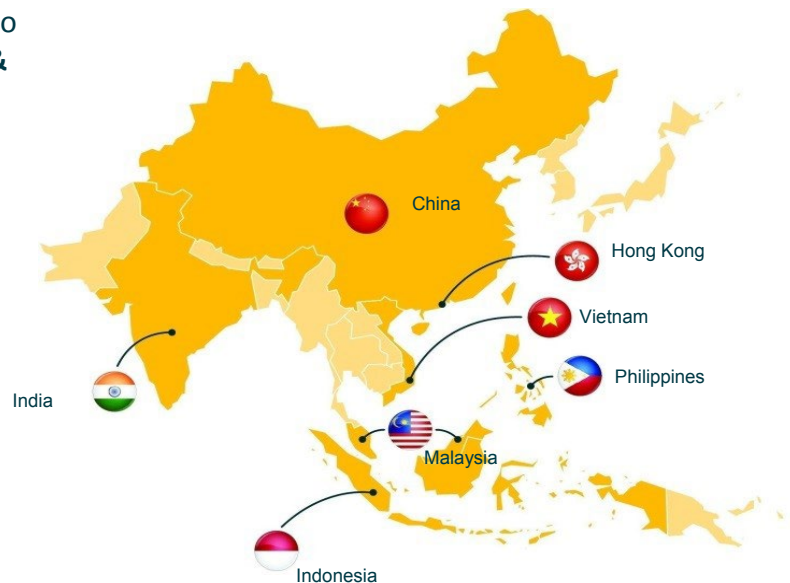 o
&
China
Hong Kong
Vietnam
Philippines
India
Malaysia
Indonesia